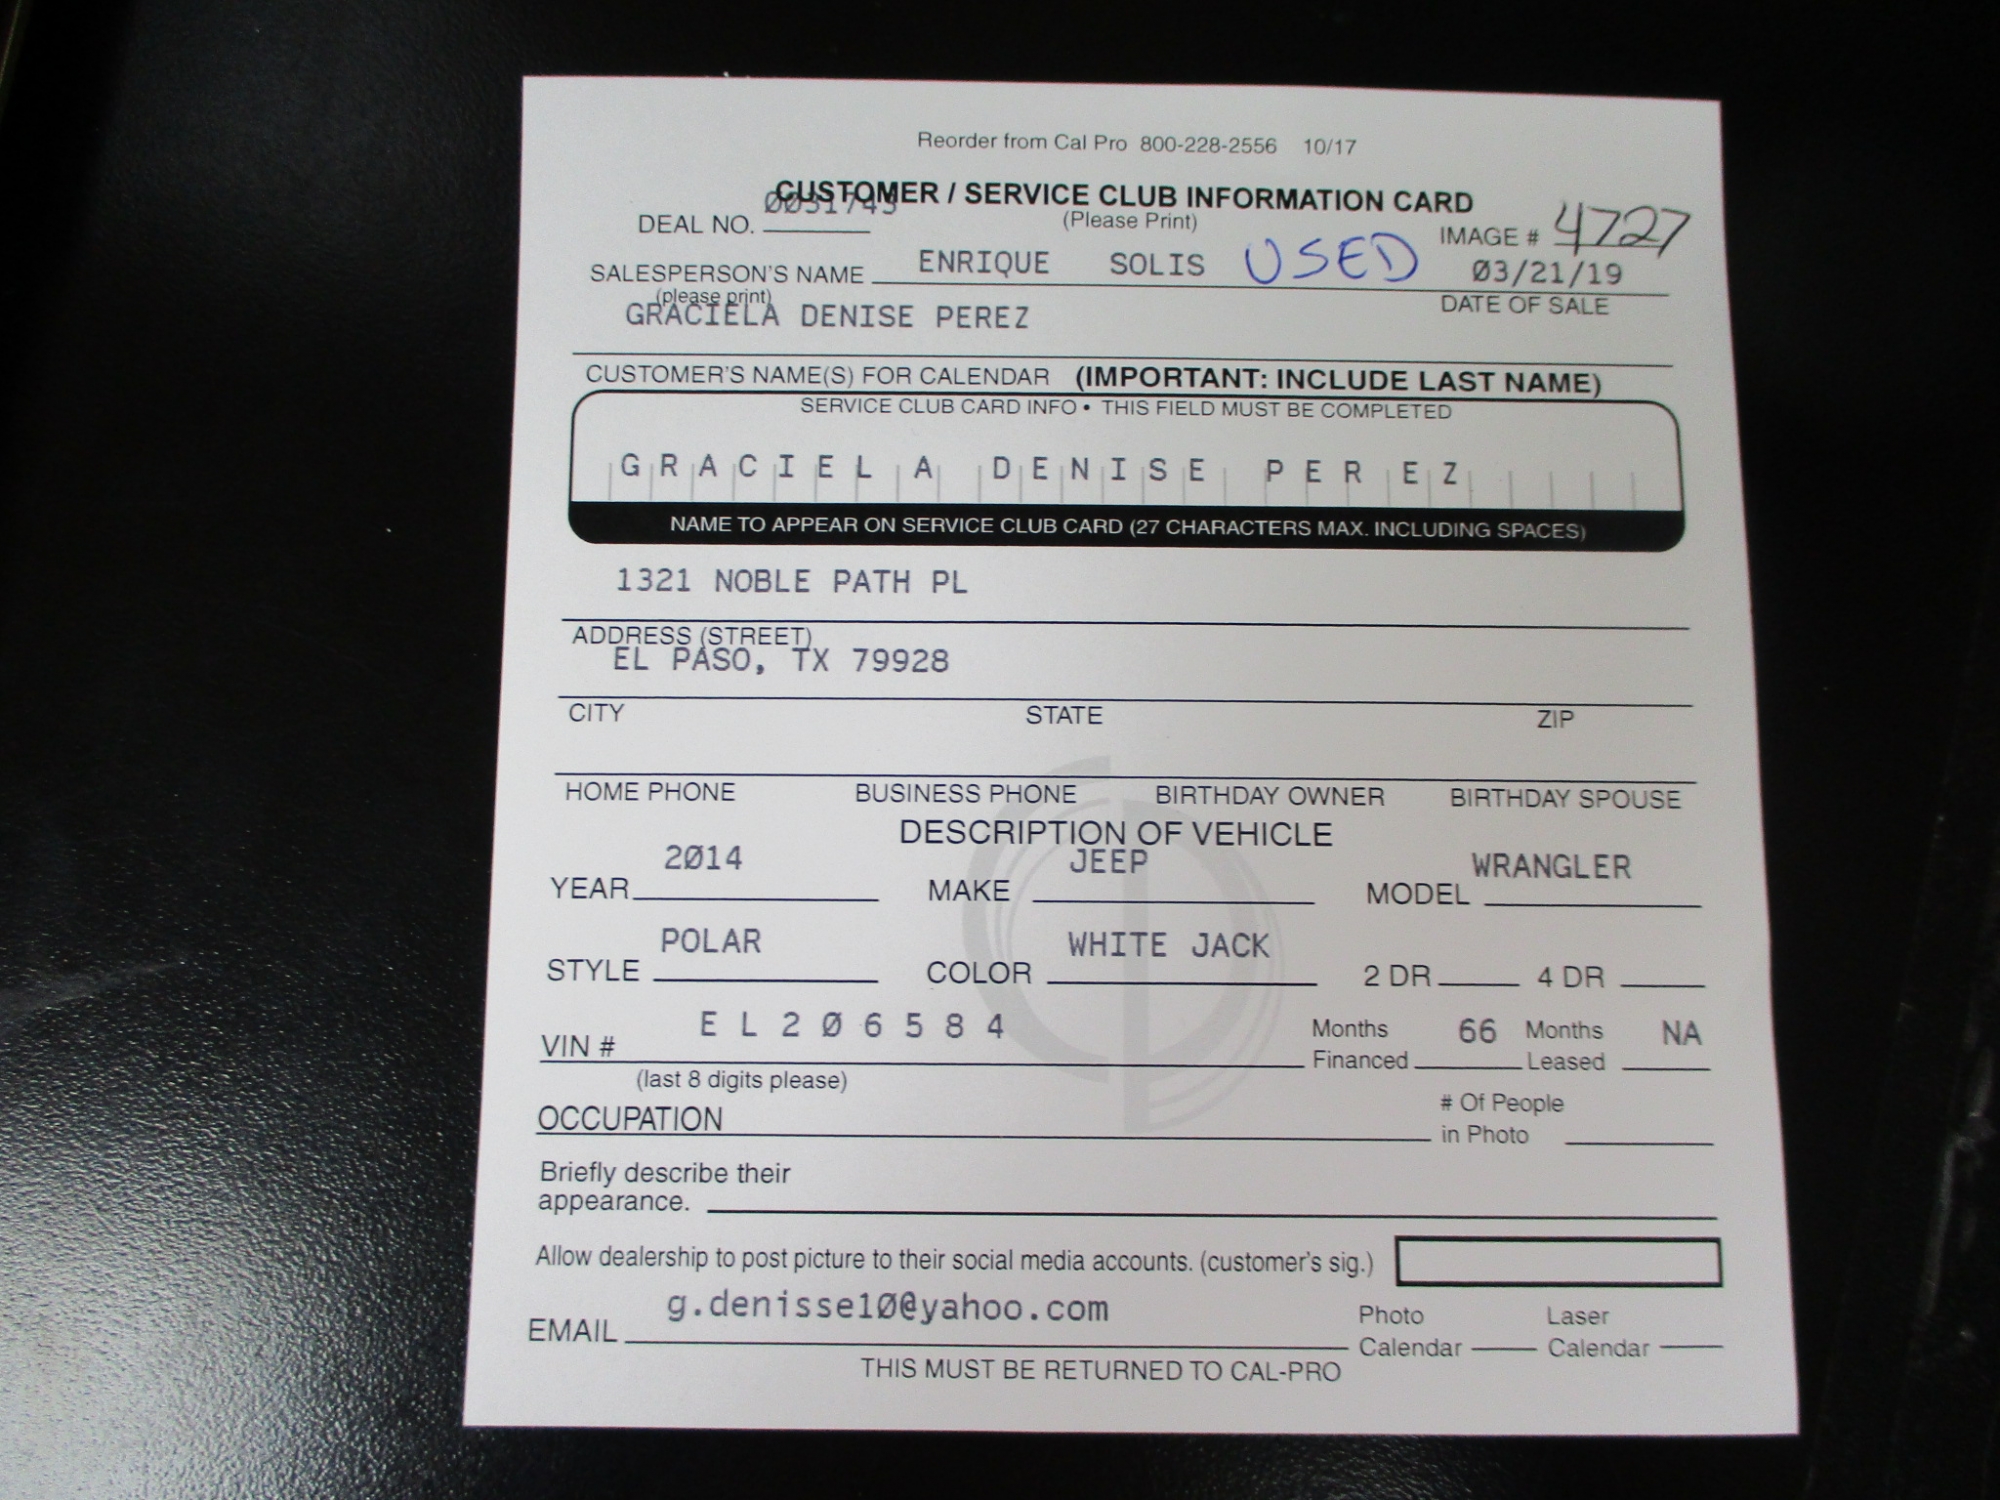 Reorder from Cal Pro 800-228-2556 10/17
CUSTOMER / SERVICE CLUB INFORMATION CARD
DEAL NO. 0031743 (Please Print) IMAGE # 4727
SALESPERSON'S NAME ENRIQUE SOLIS USED 03/21/19
(please print) DATE OF SALE
GRACIELA DENISE PEREZ
CUSTOMER'S NAME(S) FOR CALENDAR (IMPORTANT: INCLUDE LAST NAME)
SERVICE CLUB CARD INFO • THIS FIELD MUST BE COMPLETED
GRACIELA DENISE PEREZ
NAME TO APPEAR ON SERVICE CLUB CARD (27 CHARACTERS MAX. INCLUDING SPACES)
1321 NOBLE PATH PL
ADDRESS (STREET)
EL PASO, TX 79928
CITY STATE ZIP
HOME PHONE BUSINESS PHONE BIRTHDAY OWNER BIRTHDAY SPOUSE
DESCRIPTION OF VEHICLE
YEAR 2014 MAKE JEEP MODEL WRANGLER
STYLE POLAR COLOR WHITE JACK 2 DR 4 DR
VIN # EL206584 Months Financed 66 Months Leased NA
(last 8 digits please)
OCCUPATION # Of People in Photo
Briefly describe their
appearance.
Allow dealership to post picture to their social media accounts. (customer's sig.)
EMAIL g.denisse10@yahoo.com Photo Calendar Laser Calendar
THIS MUST BE RETURNED TO CAL-PRO